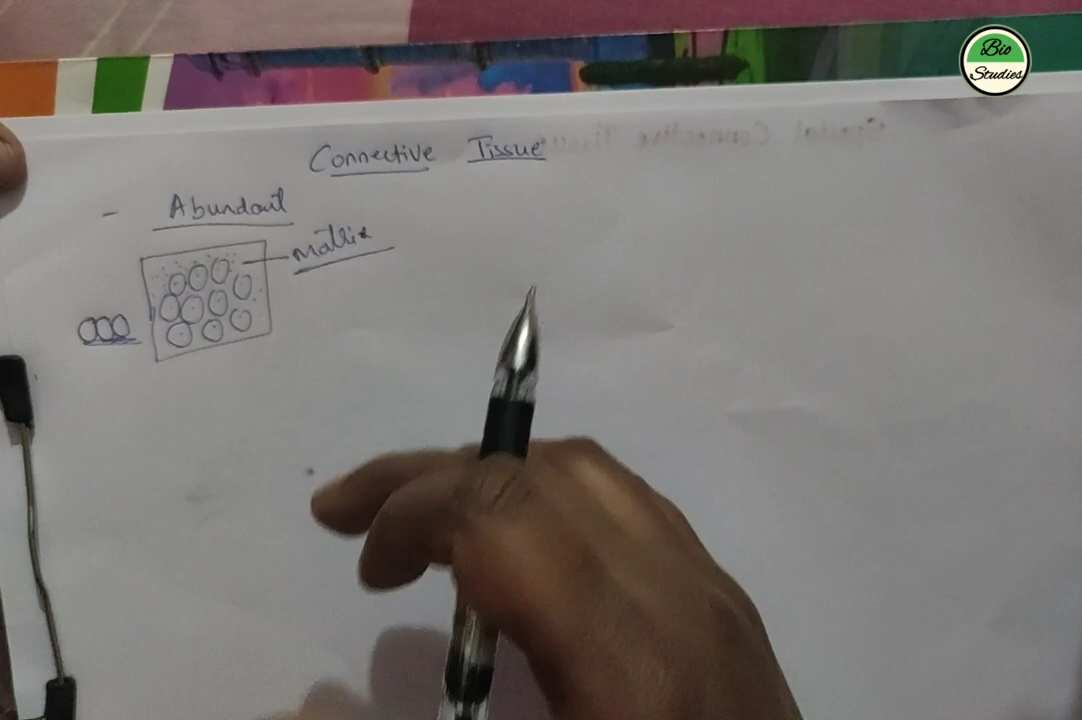 Bio
Studies
Connective Tissue
- Abundant
matrix